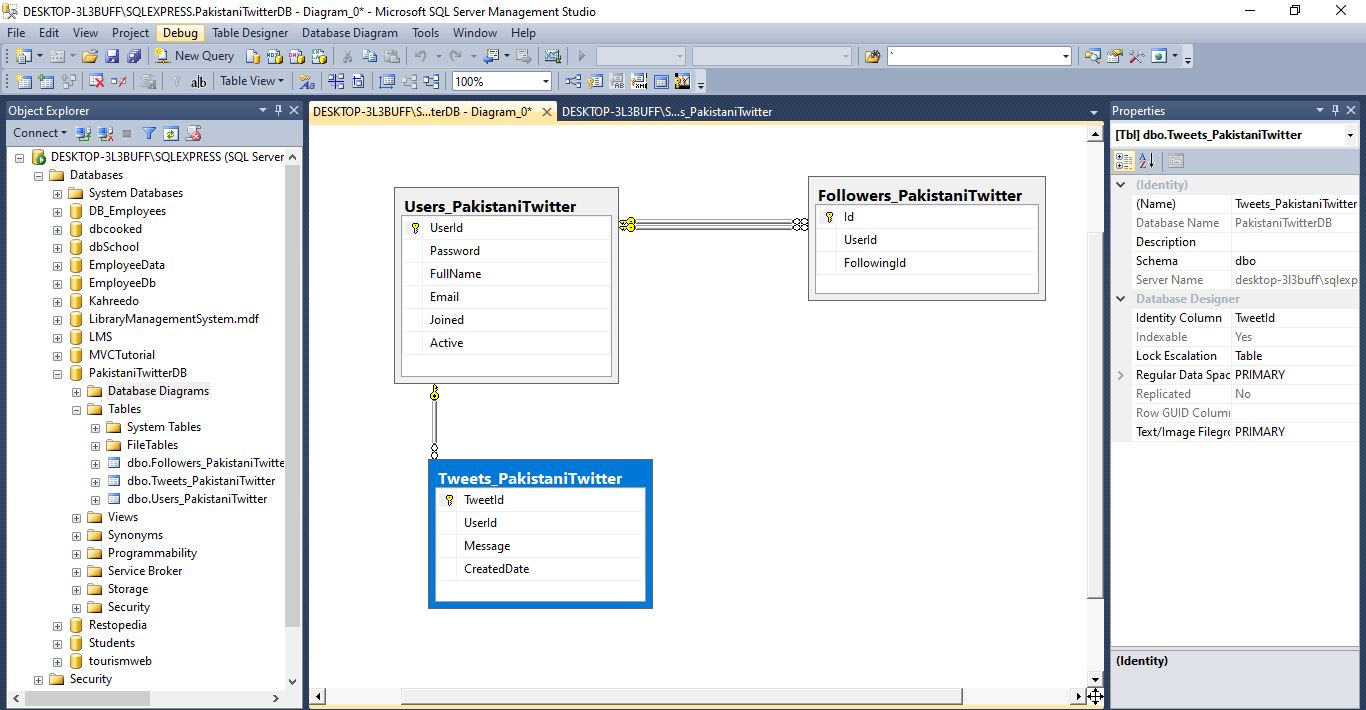 DESKTOP-3L3BUFF\SQLEXPRESS.PakistaniTwitterDB - Diagram_0* - Microsoft SQL Server Management Studio
File Edit View Project Debug Table Designer Database Diagram Tools Window Help
New Query
Table View 100%
Object Explorer
Connect
DESKTOP-3L3BUFF\SQLEXPRESS (SQL Server
Databases
System Databases
DB_Employees
dbcooked
dbSchool
EmployeeData
EmployeeDb
Kahreedo
LibraryManagementSystem.mdf
LMS
MVCTutorial
PakistaniTwitterDB
Database Diagrams
Tables
System Tables
FileTables
dbo.Followers_PakistaniTwitte
dbo.Tweets_PakistaniTwitter
dbo.Users_PakistaniTwitter
Views
Synonyms
Programmability
Service Broker
Storage
Security
Restopedia
Students
tourismweb
Security
DESKTOP-3L3BUFF\S...terDB - Diagram_0* DESKTOP-3L3BUFF\S...s_PakistaniTwitter
Users_PakistaniTwitter
UserId
Password
FullName
Email
Joined
Active
Followers_PakistaniTwitter
Id
UserId
FollowingId
Tweets_PakistaniTwitter
TweetId
UserId
Message
CreatedDate
Properties
[Tbl] dbo.Tweets_PakistaniTwitter
(Identity)
(Name) Tweets_PakistaniTwitter
Database Name PakistaniTwitterDB
Description
Schema dbo
Server Name desktop-3l3buff\sqlexp
Database Designer
Identity Column TweetId
Indexable Yes
Lock Escalation Table
Regular Data Spac PRIMARY
Replicated No
Row GUID Column
Text/Image Filegro PRIMARY
(Identity)